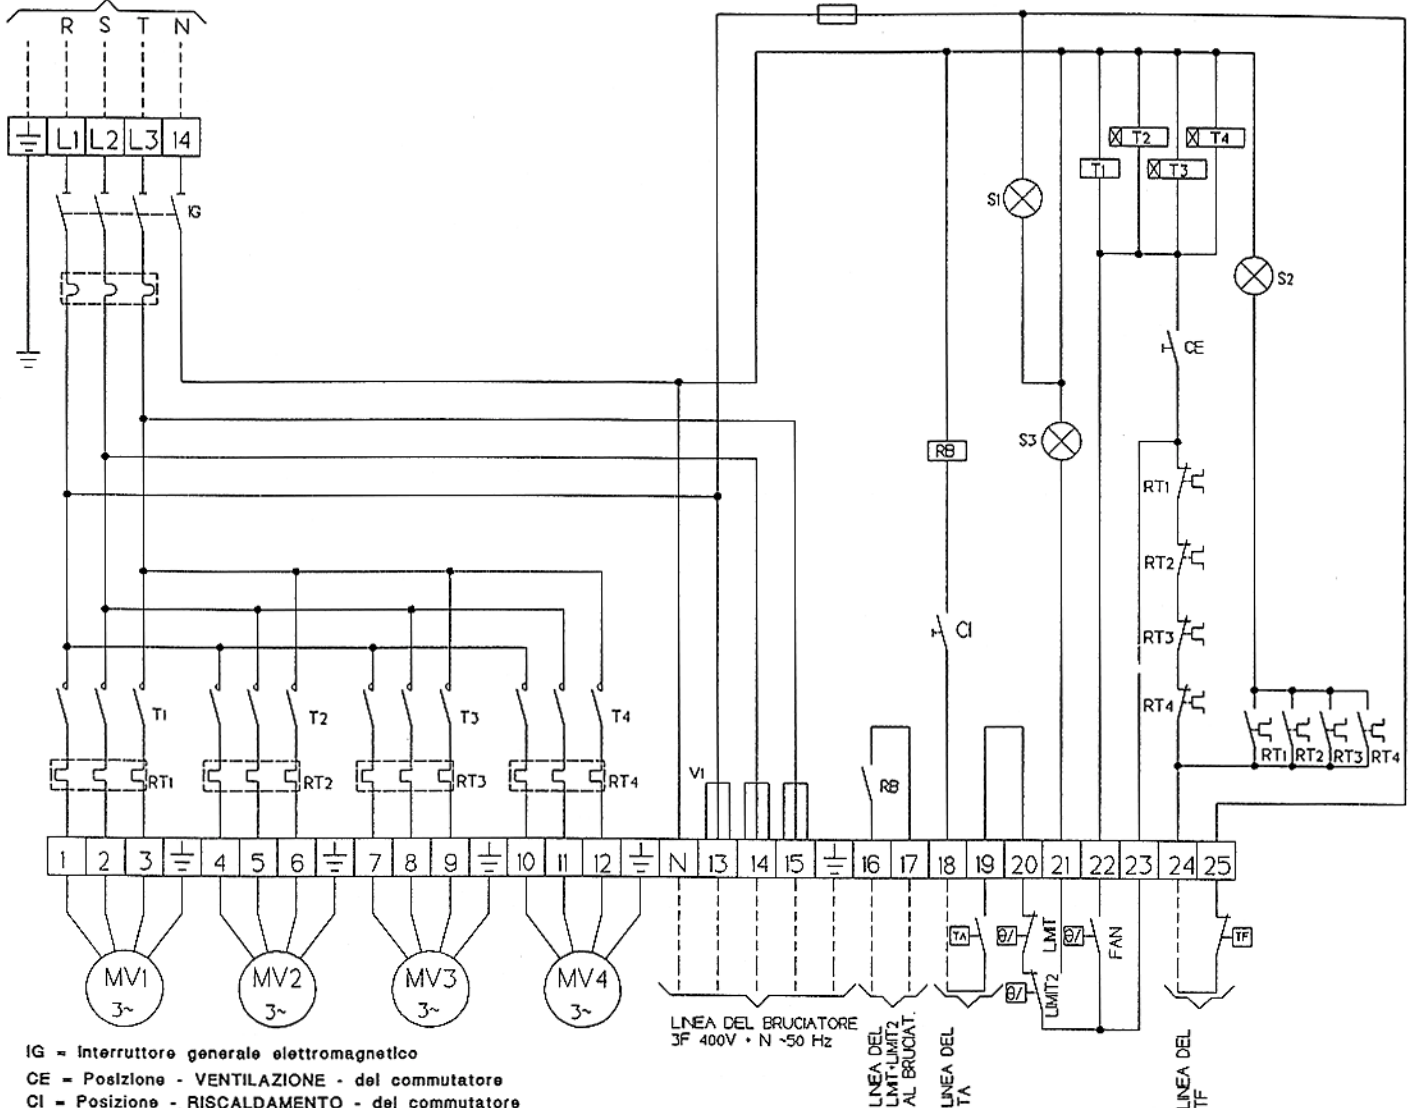 R S T N
L1 L2 L3 14
IG
T2 T4
T1 T3
S1
S2
CE
S3
RB
RT1
RT2
CI
RT3
RT4
T1 T2 T3 T4
RT1 RT2 RT3 RT4
RT1 RT2 RT3 RT4
V1
RB
1 2 3 4 5 6 7 8 9 10 11 12 N 13 14 15 16 17 18 19 20 21 22 23 24 25
TA θ/ LIMIT θ/ FAN TF
θ/ LIMIT2
MV1
3~
MV2
3~
MV3
3~
MV4
3~
LINEA DEL BRUCIATORE
3F 400V + N ~50 Hz
LINEA DEL
LIMIT+LIMIT2
AL BRUCIAT.
LINEA DEL
TA
LINEA DEL
TF
IG = Interruttore generale elettromagnetico
CE = Posizione - VENTILAZIONE - del commutatore
CI = Posizione - RISCALDAMENTO - del commutatore